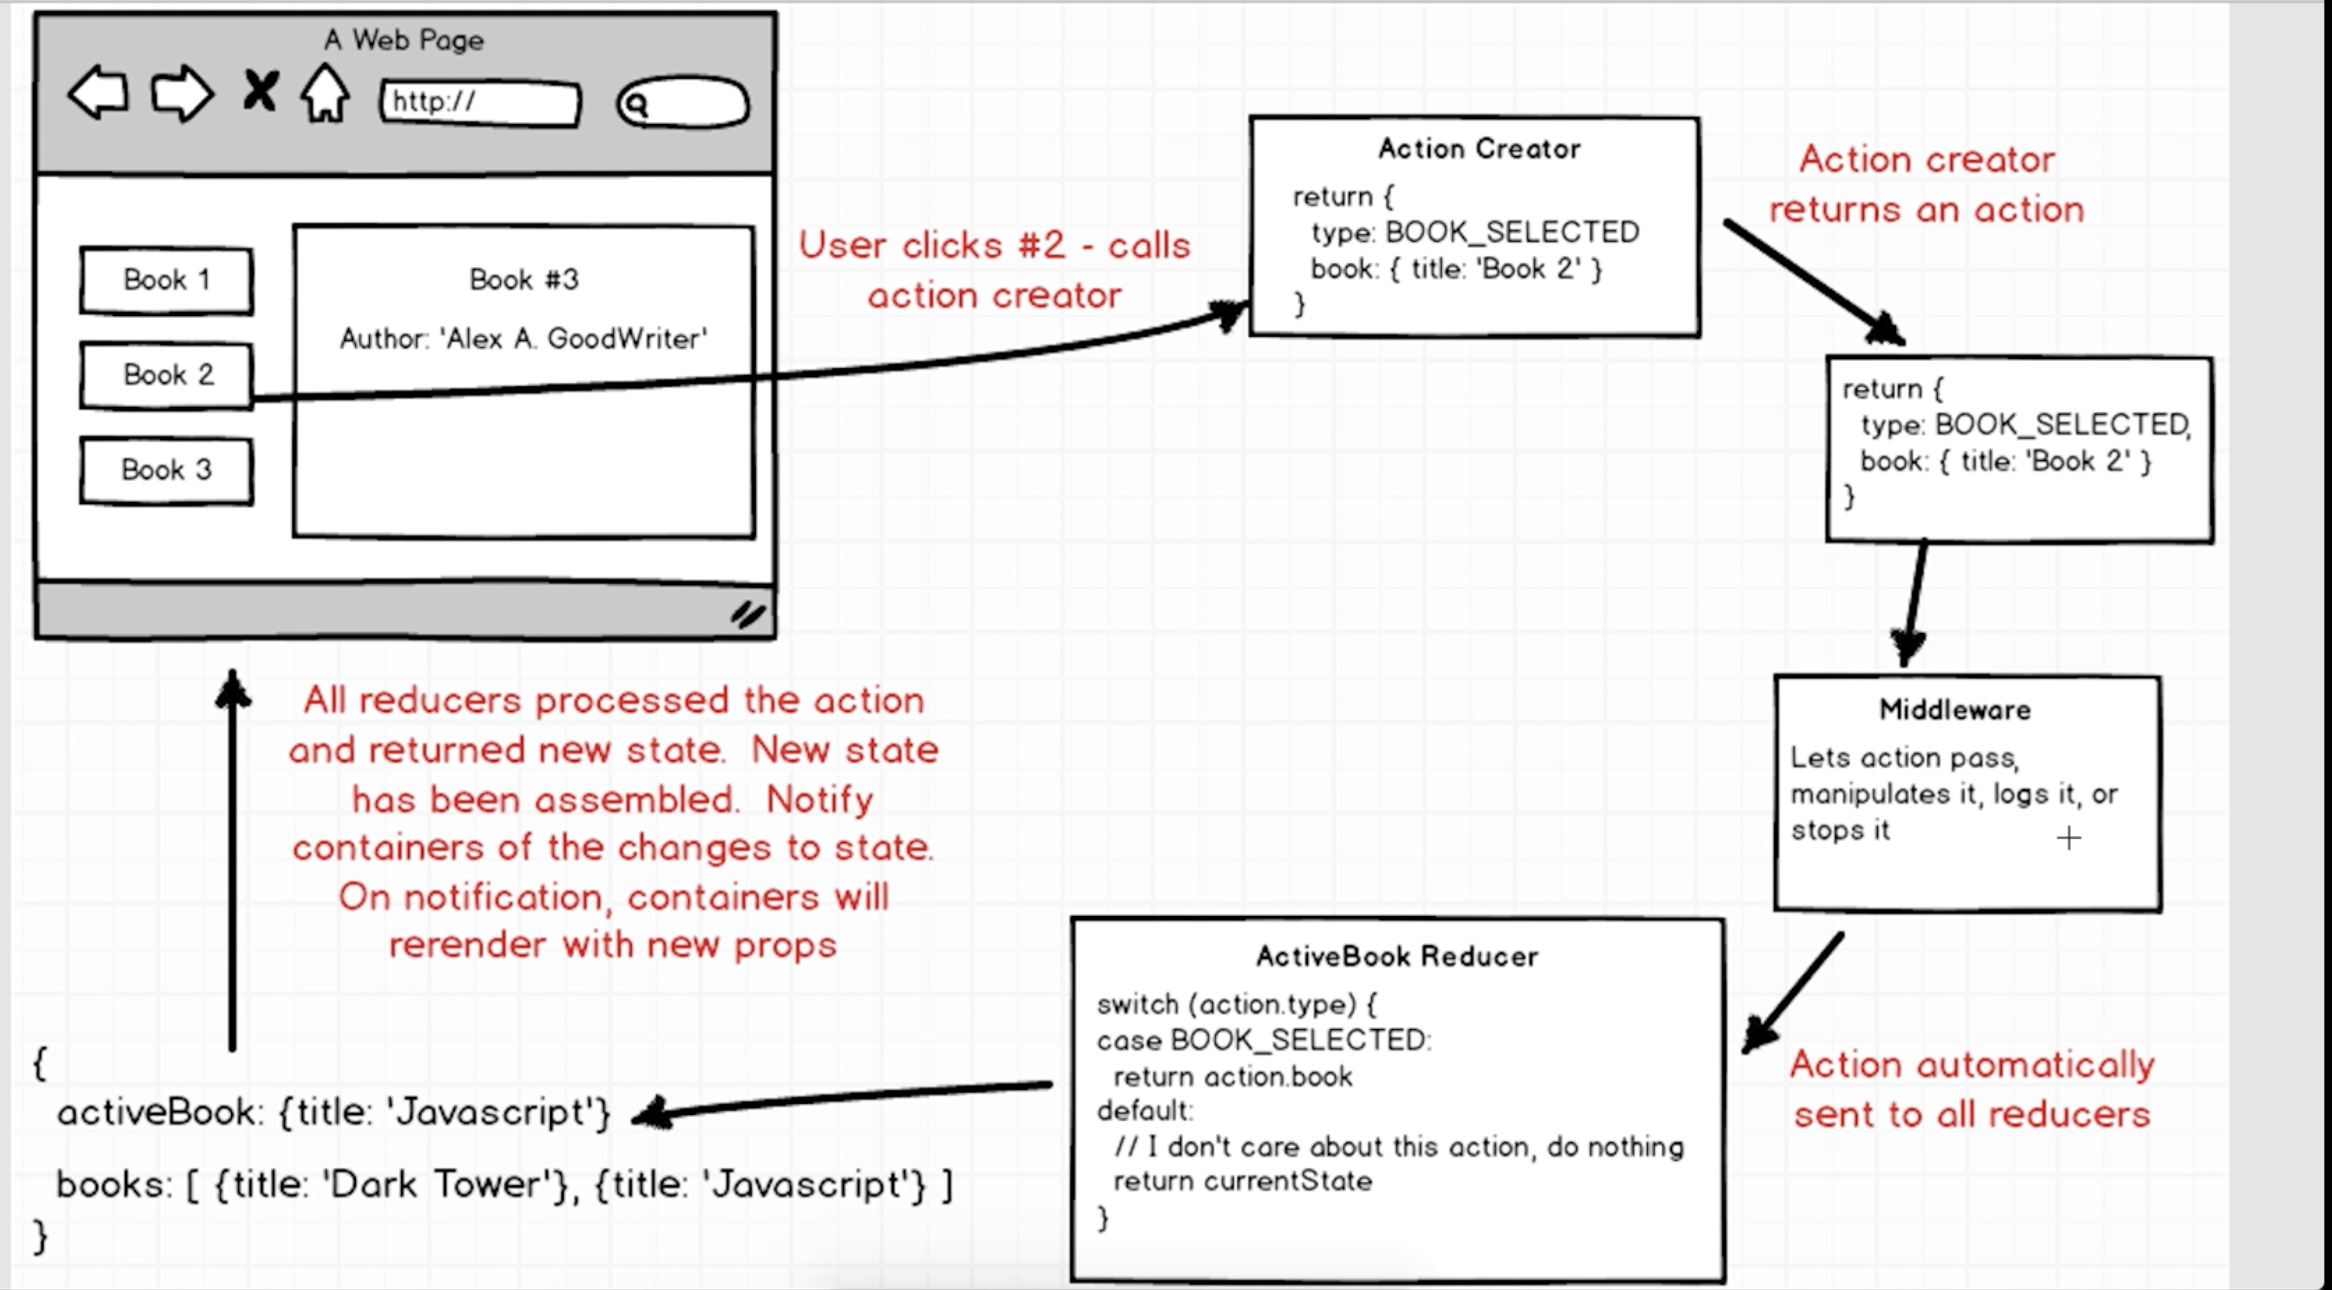 A Web Page
http://
Book 1
Book 2
Book 3
Book #3
Author: 'Alex A. GoodWriter'
User clicks #2 - calls
action creator
Action Creator
return {
type: BOOK_SELECTED
book: { title: 'Book 2' }
}
Action creator
returns an action
return {
type: BOOK_SELECTED,
book: { title: 'Book 2' }
}
Middleware
Lets action pass,
manipulates it, logs it, or
stops it
Action automatically
sent to all reducers
ActiveBook Reducer
switch (action.type) {
case BOOK_SELECTED:
return action.book
default:
// I don't care about this action, do nothing
return currentState
}
{
activeBook: {title: 'Javascript'}
books: [ {title: 'Dark Tower'}, {title: 'Javascript'} ]
}
All reducers processed the action
and returned new state.  New state
has been assembled.  Notify
containers of the changes to state.
On notification, containers will
rerender with new props